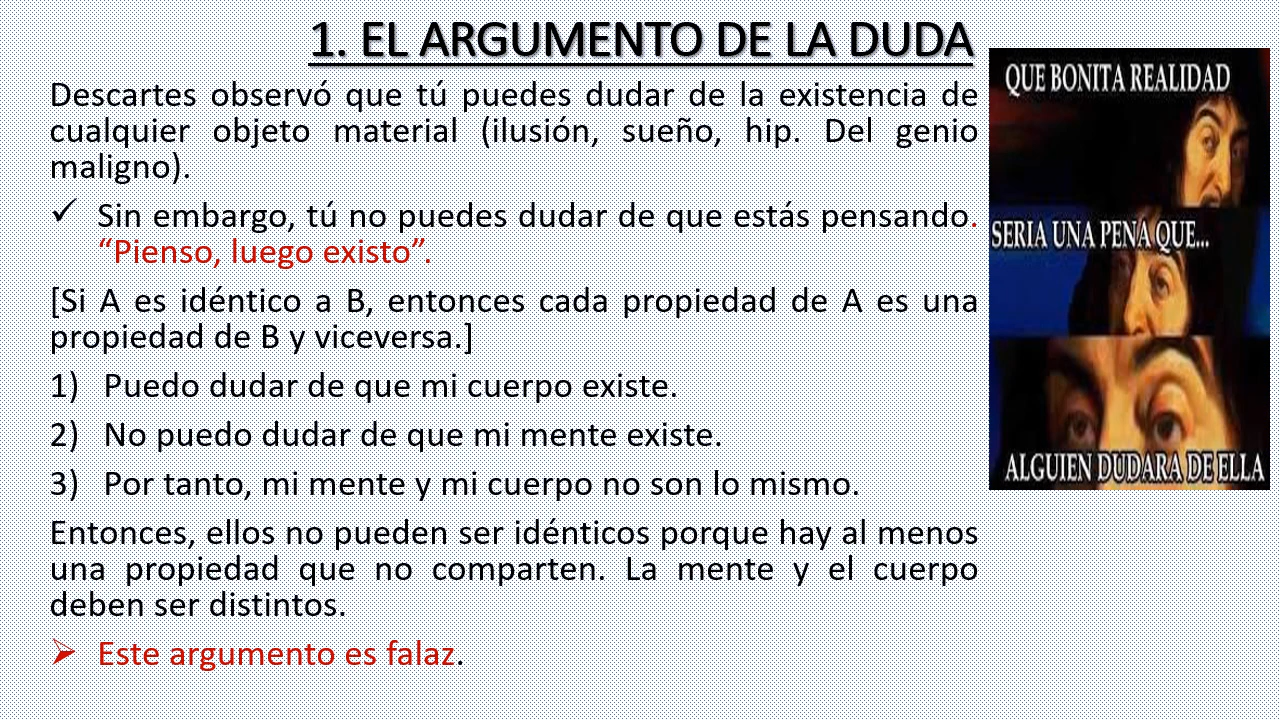 1. EL ARGUMENTO DE LA DUDA
Descartes observó que tú puedes dudar de la existencia de
cualquier objeto material (ilusión, sueño, hip. Del genio
maligno).
✓ Sin embargo, tú no puedes dudar de que estás pensando.
“Pienso, luego existo”.
[Si A es idéntico a B, entonces cada propiedad de A es una
propiedad de B y viceversa.]
1) Puedo dudar de que mi cuerpo existe.
2) No puedo dudar de que mi mente existe.
3) Por tanto, mi mente y mi cuerpo no son lo mismo.
Entonces, ellos no pueden ser idénticos porque hay al menos
una propiedad que no comparten. La mente y el cuerpo
deben ser distintos.
➢ Este argumento es falaz.
QUE BONITA REALIDAD
SERIA UNA PENA QUE...
ALGUIEN DUDARA DE ELLA